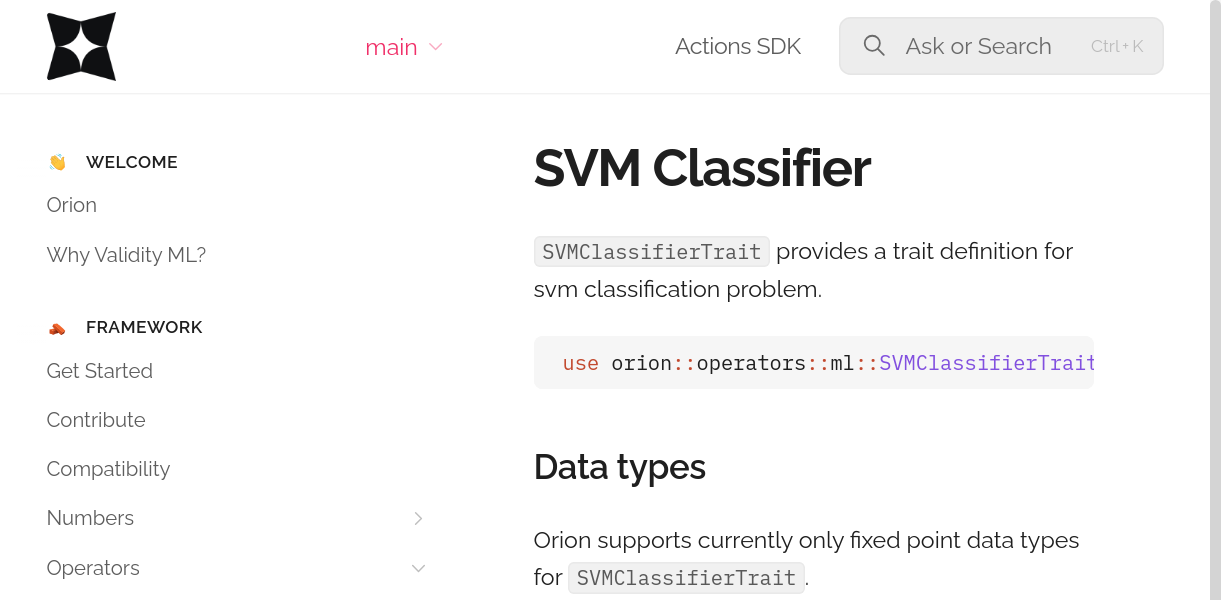 main
Actions SDK
Ask or Search
Ctrl + K
WELCOME
Orion
Why Validity ML?
FRAMEWORK
Get Started
Contribute
Compatibility
Numbers
Operators
SVM Classifier
SVMClassifierTrait provides a trait definition for
svm classification problem.
use orion::operators::ml::SVMClassifierTrait
Data types
Orion supports currently only fixed point data types
for SVMClassifierTrait.